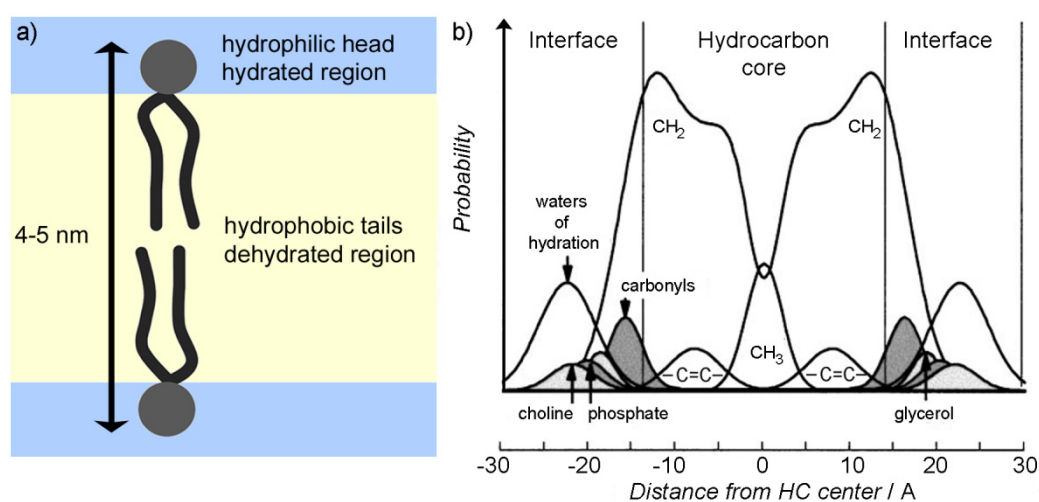 a)
hydrophilic head
hydrated region
4-5 nm
hydrophobic tails
dehydrated region
b)
Interface
Hydrocarbon
core
Interface
Probability
CH2
CH2
waters
of
hydration
carbonyls
CH3
-C=C-
-C=C-
choline
phosphate
glycerol
-30
-20
-10
0
10
20
30
Distance from HC center / A